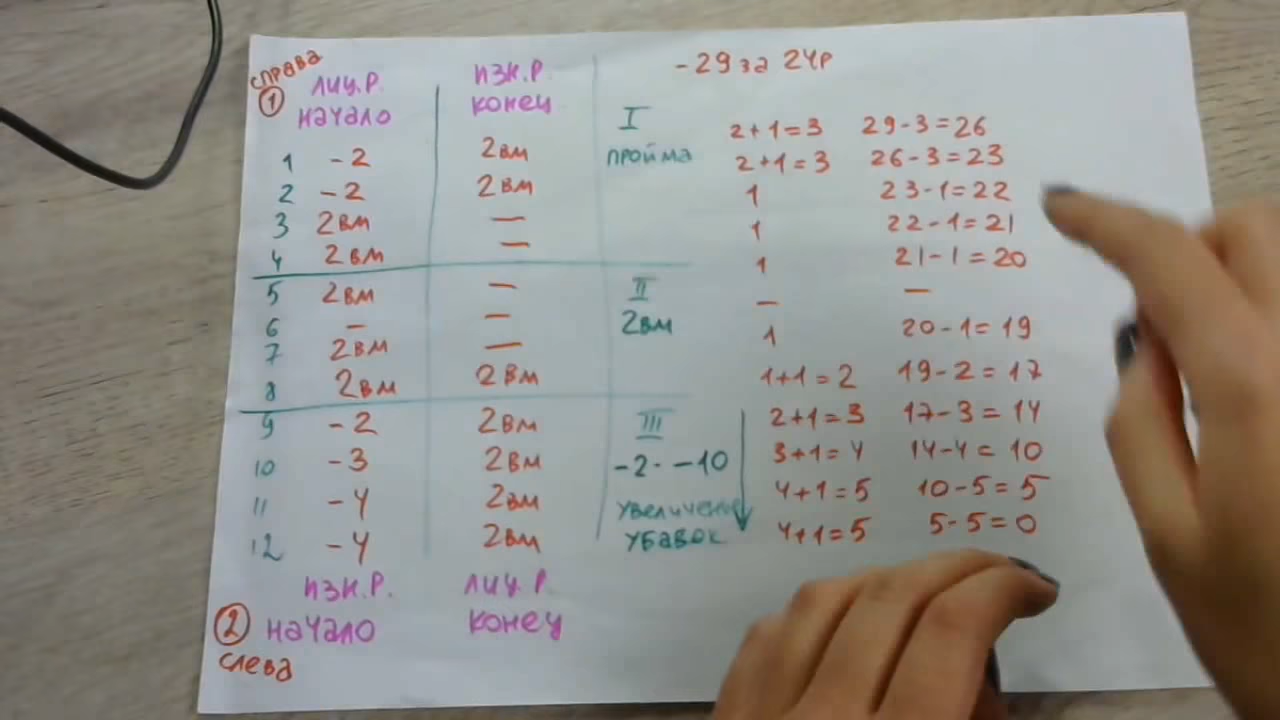 справа
-29 за 24р
① лиц.р. изн.р.
начало конец
1 -2 2вм I 2+1=3 29-3=26
2 -2 2вм пройма 2+1=3 26-3=23
3 2вм — 1 23-1=22
4 2вм — 1 22-1=21
5 2вм — II 1 21-1=20
6 — — 2вм — —
7 2вм — 1 20-1=19
8 2вм 2вм 1+1=2 19-2=17
9 -2 2вм III 2+1=3 17-3=14
10 -3 2вм -2--10 3+1=4 14-4=10
11 -4 2вм увеличение 4+1=5 10-5=5
12 -4 2вм убавок 4+1=5 5-5=0
изн.р. лиц.р.
② начало конец
слева